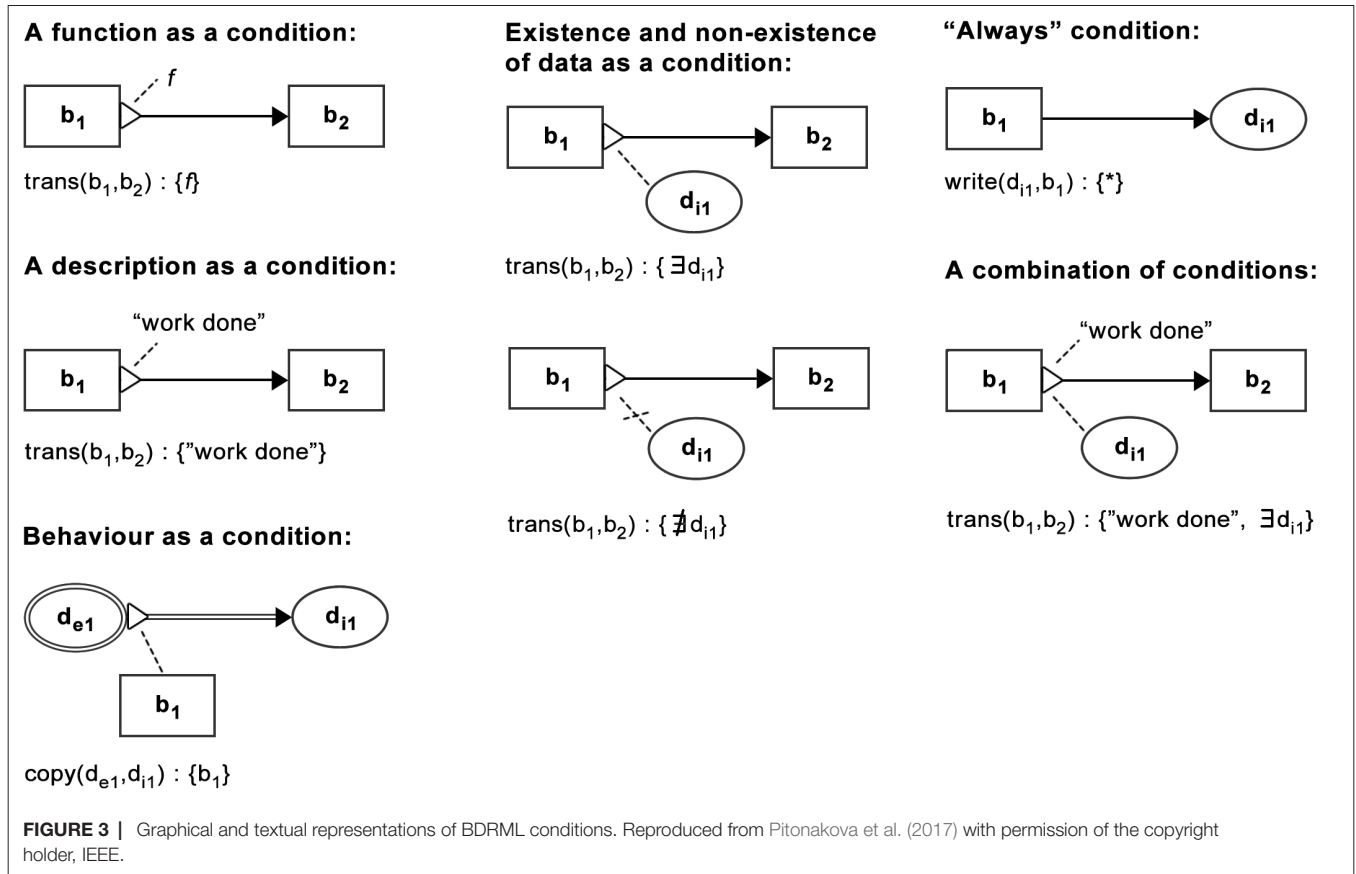 A function as a condition:
f
b₁
b₂
trans(b₁,b₂) : {f}
A description as a condition:
“work done”
b₁
b₂
trans(b₁,b₂) : {”work done”}
Behaviour as a condition:
dₑ₁
dᵢ₁
b₁
copy(dₑ₁,dᵢ₁) : {b₁}
Existence and non-existence
of data as a condition:
b₁
b₂
dᵢ₁
trans(b₁,b₂) : { ∃dᵢ₁}
b₁
b₂
dᵢ₁
trans(b₁,b₂) : { ∄dᵢ₁}
“Always” condition:
b₁
dᵢ₁
write(dᵢ₁,b₁) : {*}
A combination of conditions:
“work done”
b₁
b₂
dᵢ₁
trans(b₁,b₂) : {”work done”, ∃dᵢ₁}
FIGURE 3 | Graphical and textual representations of BDRML conditions. Reproduced from Pitonakova et al. (2017) with permission of the copyright
holder, IEEE.